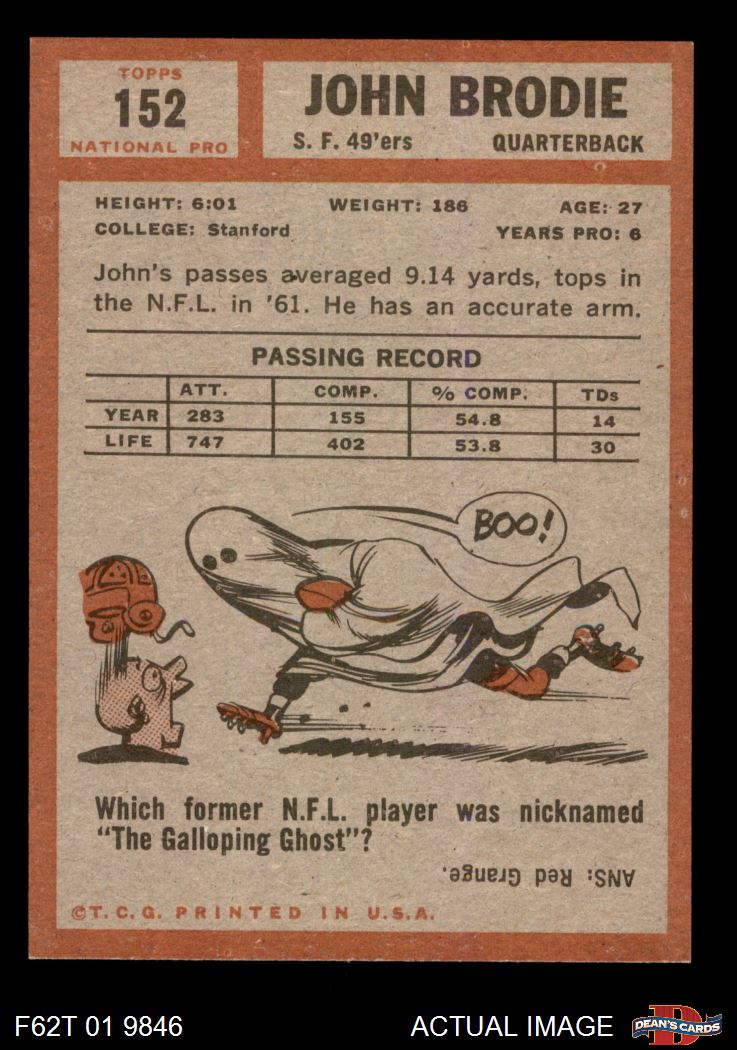 TOPPS
152
NATIONAL PRO
JOHN BRODIE
S. F. 49'ers QUARTERBACK
HEIGHT: 6:01 WEIGHT: 186 AGE: 27
COLLEGE: Stanford YEARS PRO: 6
John's passes averaged 9.14 yards, tops in
the N.F.L. in '61. He has an accurate arm.
PASSING RECORD
ATT. COMP. % COMP. TDs
YEAR 283 155 54.8 14
LIFE 747 402 53.8 30
BOO!
Which former N.F.L. player was nicknamed
"The Galloping Ghost"?
ANS: Red Grange.
©T.C.G. PRINTED IN U.S.A.
F62T 01 9846 ACTUAL IMAGE DEAN'S CARDS